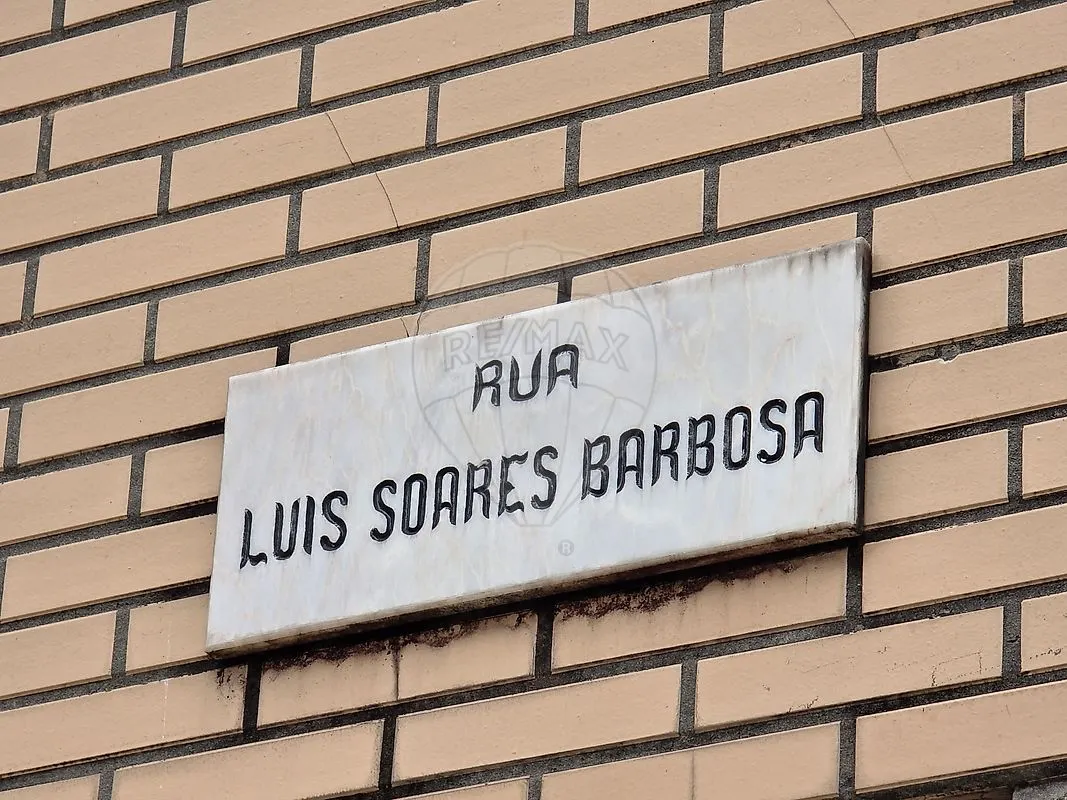 RE/MAX
RUA
LUIS SOARES BARBOSA
®